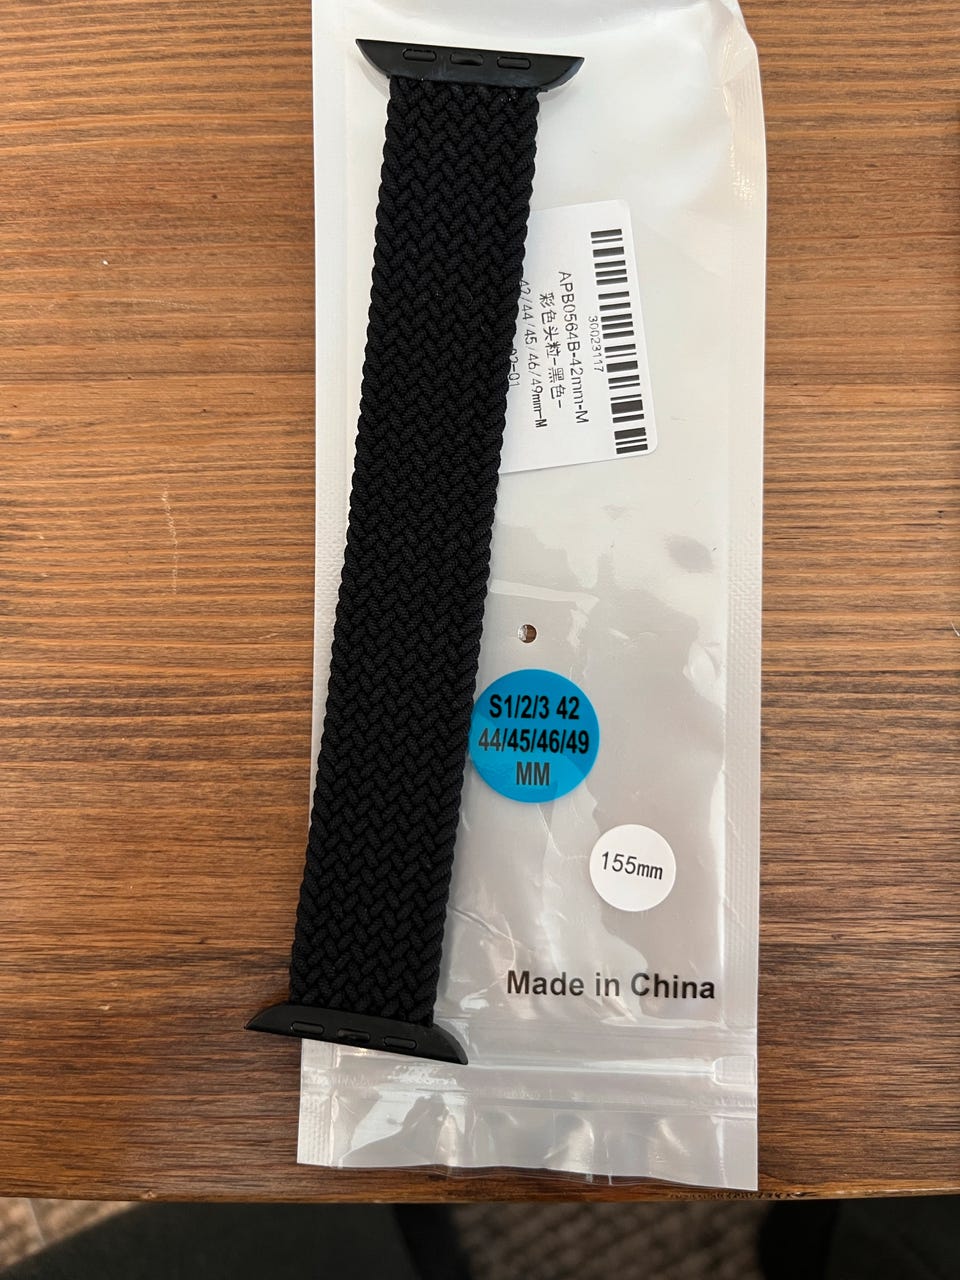 30023117
APB0564B-42mm-M
彩色头粒-黑色-
42/44/45/46/49mm-M
-01
S1/2/3 42
44/45/46/49
MM
155mm
Made in China